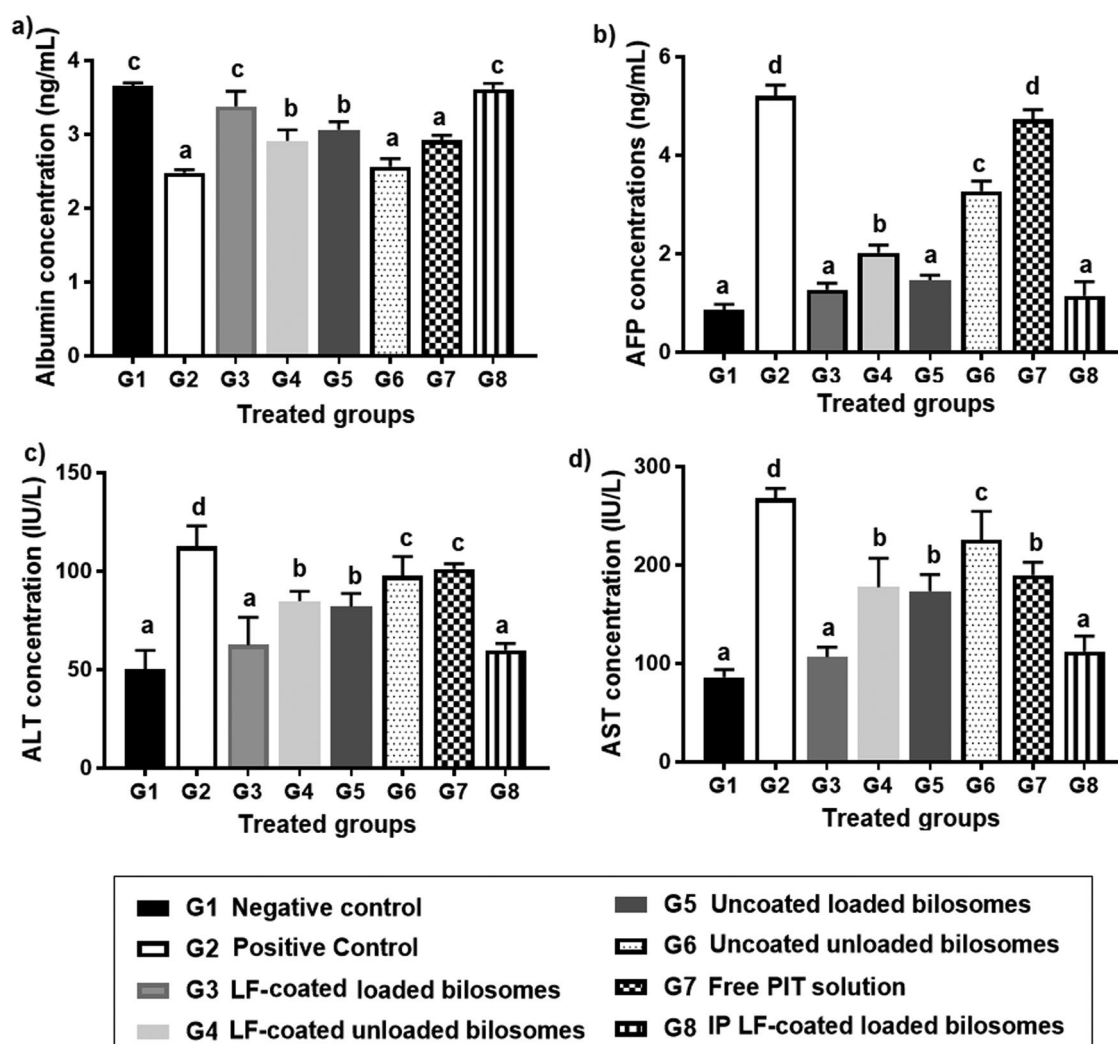 a)
Albumin concentration (ng/mL)
4
3
2
1
0
c
a
c
b
b
a
a
c
G1 G2 G3 G4 G5 G6 G7 G8
Treated groups
b)
AFP concentrations (ng/mL)
6
4
2
0
a
d
a
b
a
c
d
a
G1 G2 G3 G4 G5 G6 G7 G8
Treated groups
c)
ALT concentration (IU/L)
150
100
50
0
a
d
a
b
b
c
c
a
G1 G2 G3 G4 G5 G6 G7 G8
Treated groups
d)
AST concentration (IU/L)
300
200
100
0
a
d
a
b
b
c
b
a
G1 G2 G3 G4 G5 G6 G7 G8
Treated groups
G1 Negative control
G2 Positive Control
G3 LF-coated loaded bilosomes
G4 LF-coated unloaded bilosomes
G5 Uncoated loaded bilosomes
G6 Uncoated unloaded bilosomes
G7 Free PIT solution
G8 IP LF-coated loaded bilosomes